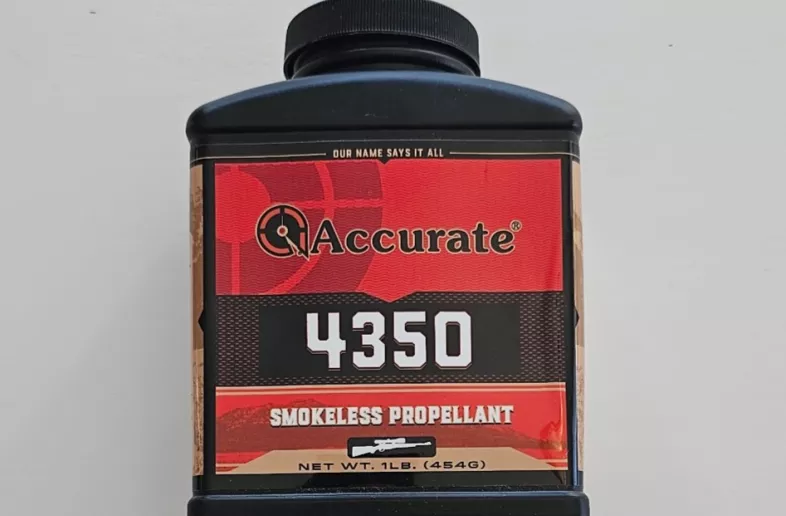 OUR NAME SAYS IT ALL
Accurate®
4350
SMOKELESS PROPELLANT
NET WT. 1LB. (454G)